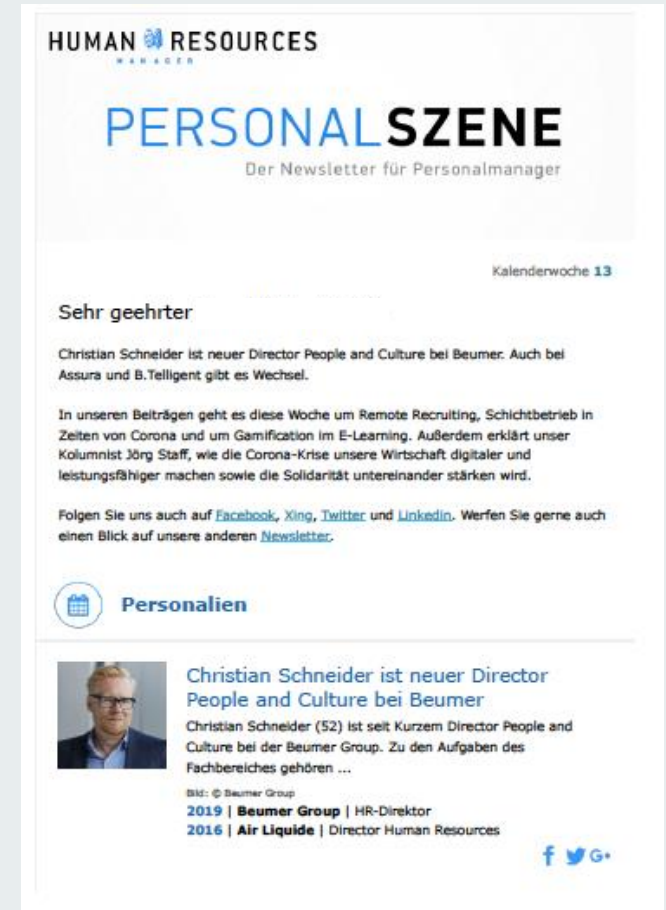 HUMAN RESOURCES
MANAGER
PERSONALSZENE
Der Newsletter für Personalmanager
Kalenderwoche 13
Sehr geehrter
Christian Schneider ist neuer Director People and Culture bei Beumer. Auch bei
Assura und B.Telligent gibt es Wechsel.
In unseren Beiträgen geht es diese Woche um Remote Recruiting, Schichtbetrieb in
Zeiten von Corona und um Gamification im E-Learning. Außerdem erklärt unser
Kolumnist Jörg Staff, wie die Corona-Krise unsere Wirtschaft digitaler und
leistungsfähiger machen sowie die Solidarität untereinander stärken wird.
Folgen Sie uns auch auf Facebook, Xing, Twitter und Linkedin. Werfen Sie gerne auch
einen Blick auf unsere anderen Newsletter.
Personalien
Christian Schneider ist neuer Director
People and Culture bei Beumer
Christian Schneider (52) ist seit Kurzem Director People and
Culture bei der Beumer Group. Zu den Aufgaben des
Fachbereiches gehören ...
Bild: © Beumer Group
2019 | Beumer Group | HR-Direktor
2016 | Air Liquide | Director Human Resources
G+